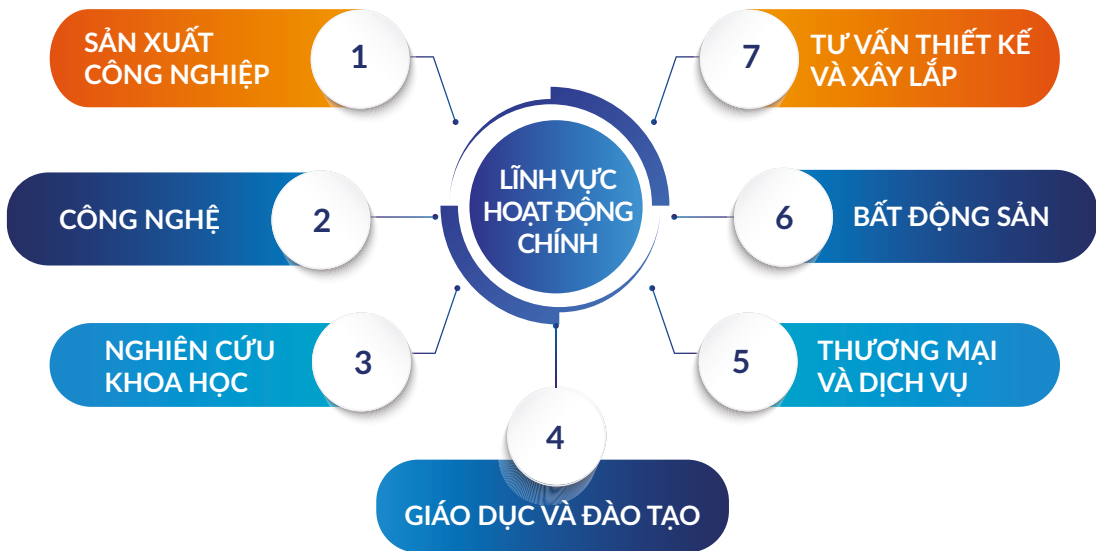 LĨNH VỰC
HOẠT ĐỘNG
CHÍNH
1
SẢN XUẤT
CÔNG NGHIỆP
2
CÔNG NGHỆ
3
NGHIÊN CỨU
KHOA HỌC
4
GIÁO DỤC VÀ ĐÀO TẠO
5
THƯƠNG MẠI
VÀ DỊCH VỤ
6
BẤT ĐỘNG SẢN
7
TƯ VẤN THIẾT KẾ
VÀ XÂY LẮP